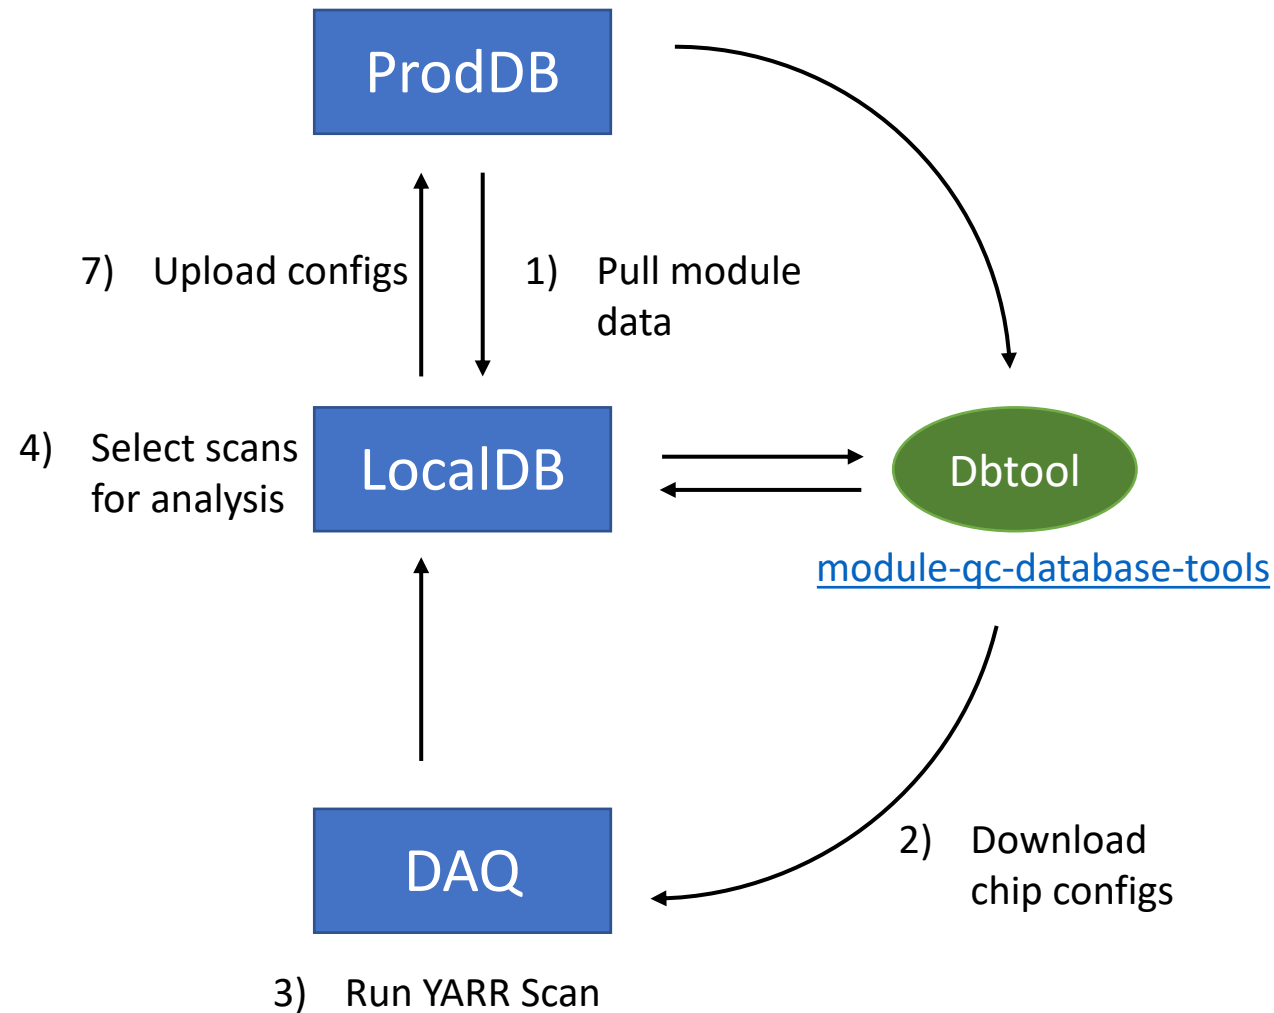 ProdDB
7) Upload configs
1) Pull module
data
4) Select scans
for analysis
LocalDB
Dbtool
module-qc-database-tools
DAQ
2) Download
chip configs
3) Run YARR Scan